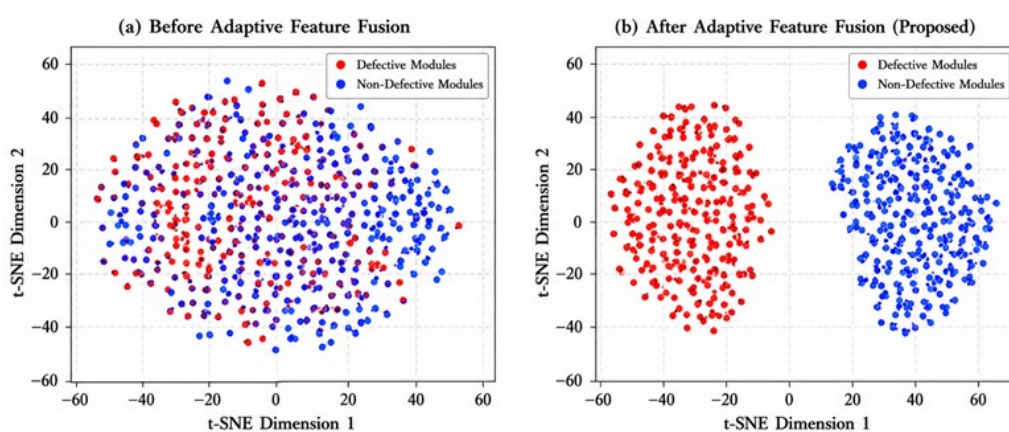 (a) Before Adaptive Feature Fusion
60
40
20
0
−20
−40
−60
−60 −40 −20 0 20 40 60
t-SNE Dimension 2
t-SNE Dimension 1
Defective Modules
Non-Defective Modules
(b) After Adaptive Feature Fusion (Proposed)
60
40
20
0
−20
−40
−60
−60 −40 −20 0 20 40 60
t-SNE Dimension 2
t-SNE Dimension 1
Defective Modules
Non-Defective Modules